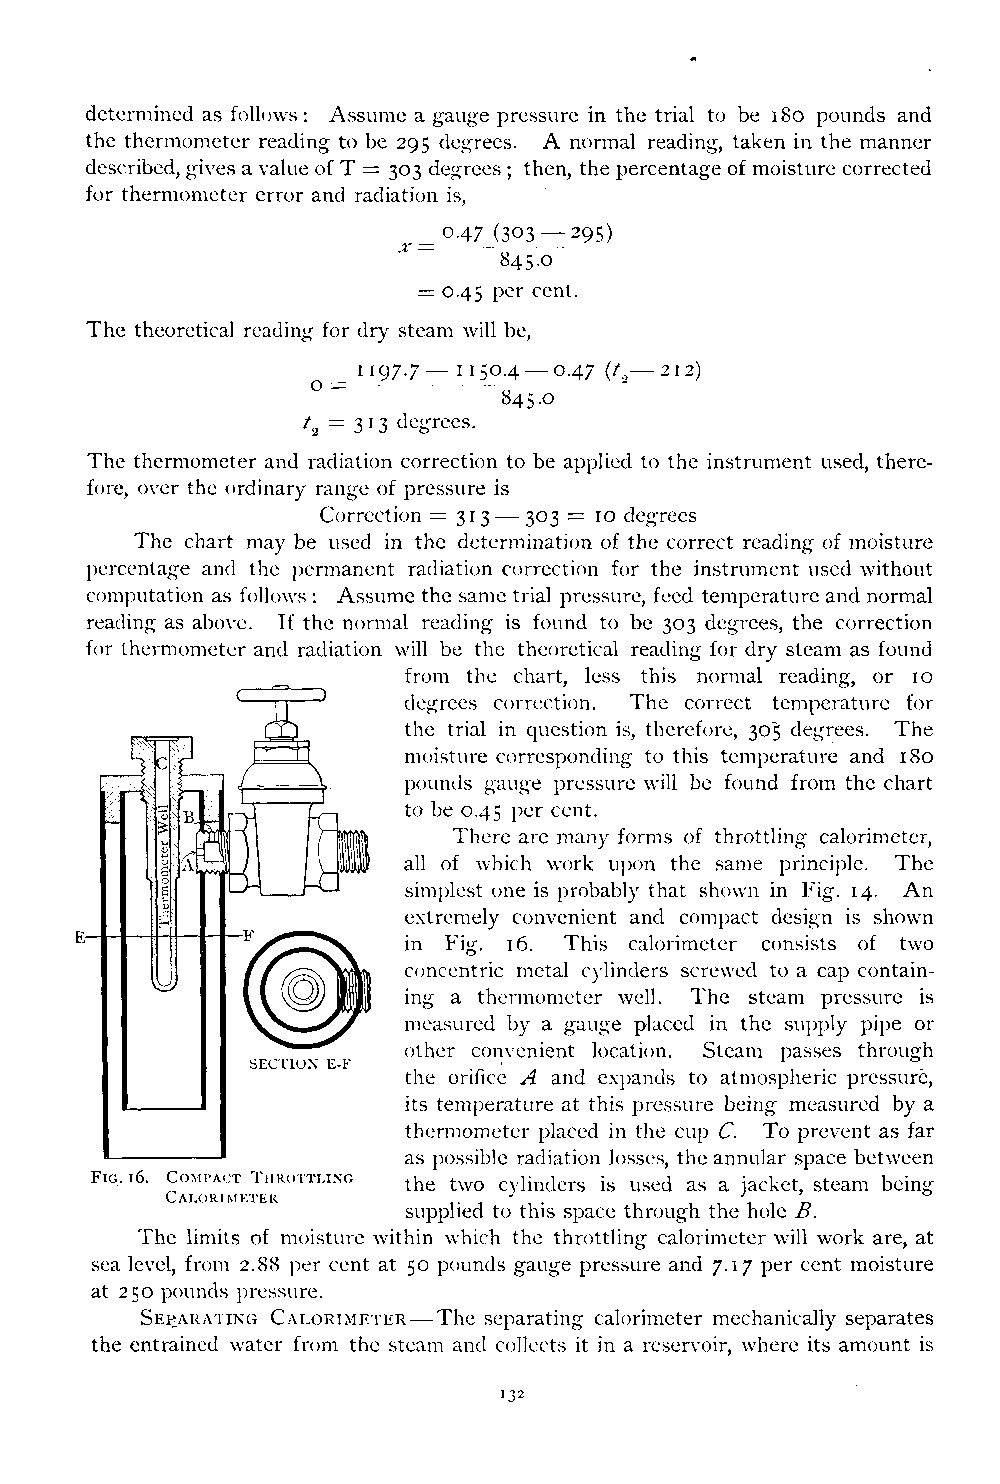 determined as follows: Assume a gauge pressure in the trial to be 180 pounds and
the thermometer reading to be 295 degrees. A normal reading, taken in the manner
described, gives a value of T = 303 degrees; then, the percentage of moisture corrected
for thermometer error and radiation is,
x = 0.47 (303 — 295)
845.0
= 0.45 per cent.
The theoretical reading for dry steam will be,
0 = 1197.7 — 1150.4 — 0.47 (t₂ — 212)
845.0
t₂ = 313 degrees.
The thermometer and radiation correction to be applied to the instrument used, there-
fore, over the ordinary range of pressure is
Correction = 313 — 303 = 10 degrees
The chart may be used in the determination of the correct reading of moisture
percentage and the permanent radiation correction for the instrument used without
computation as follows: Assume the same trial pressure, feed temperature and normal
reading as above. If the normal reading is found to be 303 degrees, the correction
for thermometer and radiation will be the theoretical reading for dry steam as found
from the chart, less this normal reading, or 10
degrees correction. The correct temperature for
the trial in question is, therefore, 305 degrees. The
moisture corresponding to this temperature and 180
pounds gauge pressure will be found from the chart
to be 0.45 per cent.
There are many forms of throttling calorimeter,
all of which work upon the same principle. The
simplest one is probably that shown in Fig. 14. An
extremely convenient and compact design is shown
in Fig. 16. This calorimeter consists of two
concentric metal cylinders screwed to a cap contain-
ing a thermometer well. The steam pressure is
measured by a gauge placed in the supply pipe or
other convenient location. Steam passes through
the orifice A and expands to atmospheric pressure,
its temperature at this pressure being measured by a
thermometer placed in the cup C. To prevent as far
as possible radiation losses, the annular space between
the two cylinders is used as a jacket, steam being
supplied to this space through the hole B.
C
B
A
Thermometer Well
E
F
SECTION E-F
FIG. 16. COMPACT THROTTLING
CALORIMETER
The limits of moisture within which the throttling calorimeter will work are, at
sea level, from 2.88 per cent at 50 pounds gauge pressure and 7.17 per cent moisture
at 250 pounds pressure.
SEPARATING CALORIMETER—The separating calorimeter mechanically separates
the entrained water from the steam and collects it in a reservoir, where its amount is
132